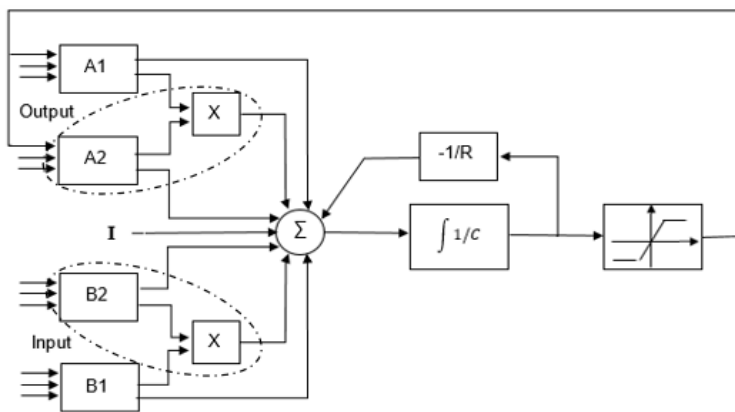 A1
Output
X
A2
-1/R
I
Σ
∫ 1/C
B2
X
Input
B1